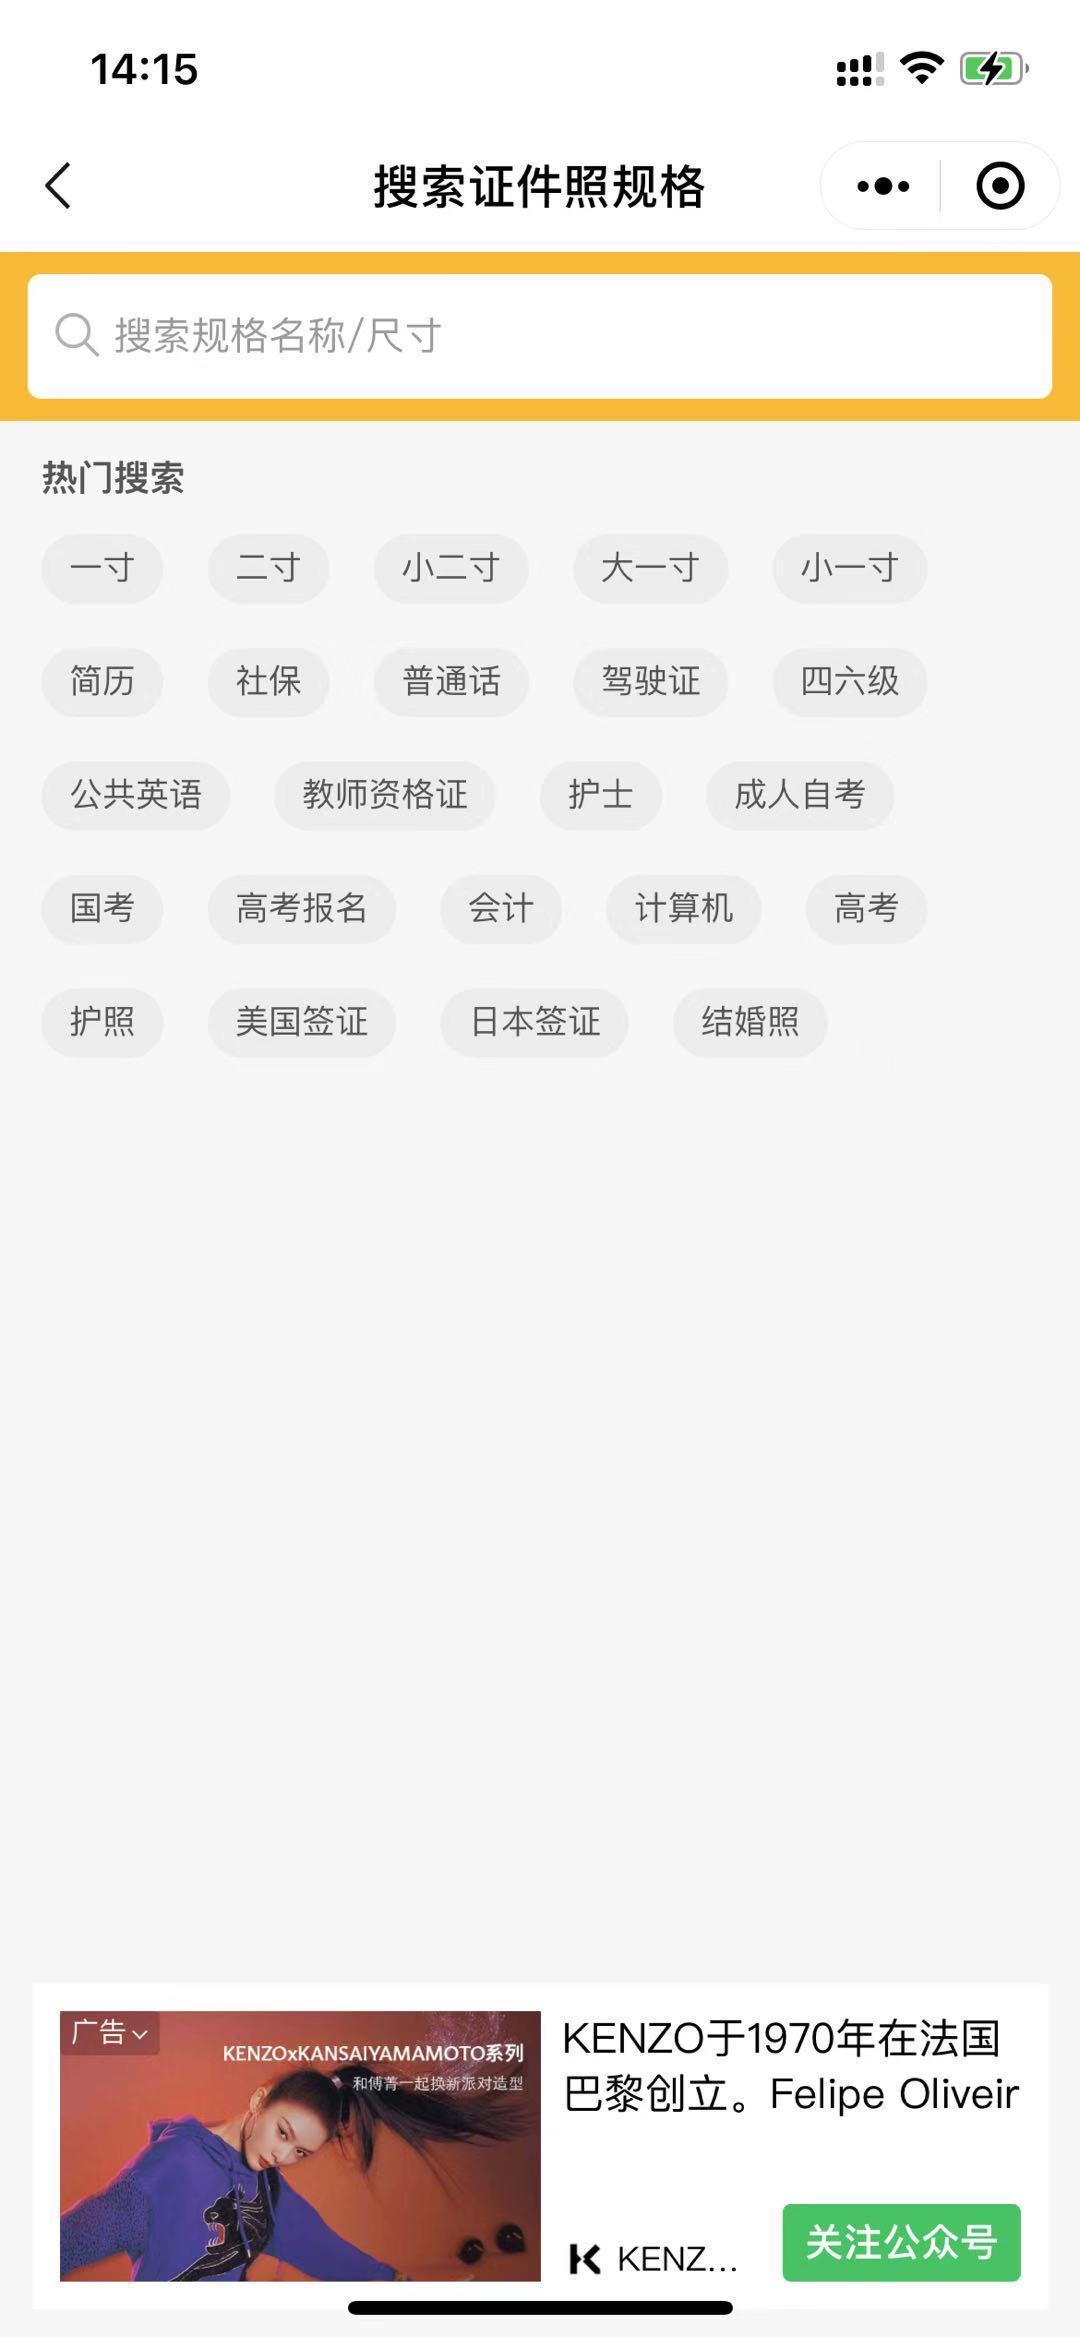 14:15
搜索证件照规格
搜索规格名称/尺寸
热门搜索
一寸 二寸 小二寸 大一寸 小一寸
简历 社保 普通话 驾驶证 四六级
公共英语 教师资格证 护士 成人自考
国考 高考报名 会计 计算机 高考
护照 美国签证 日本签证 结婚照
广告
KENZOxKANSAIYAMAMOTO系列
和傅菁一起换新派对造型
KENZO于1970年在法国
巴黎创立。Felipe Oliveir
KENZ...
关注公众号